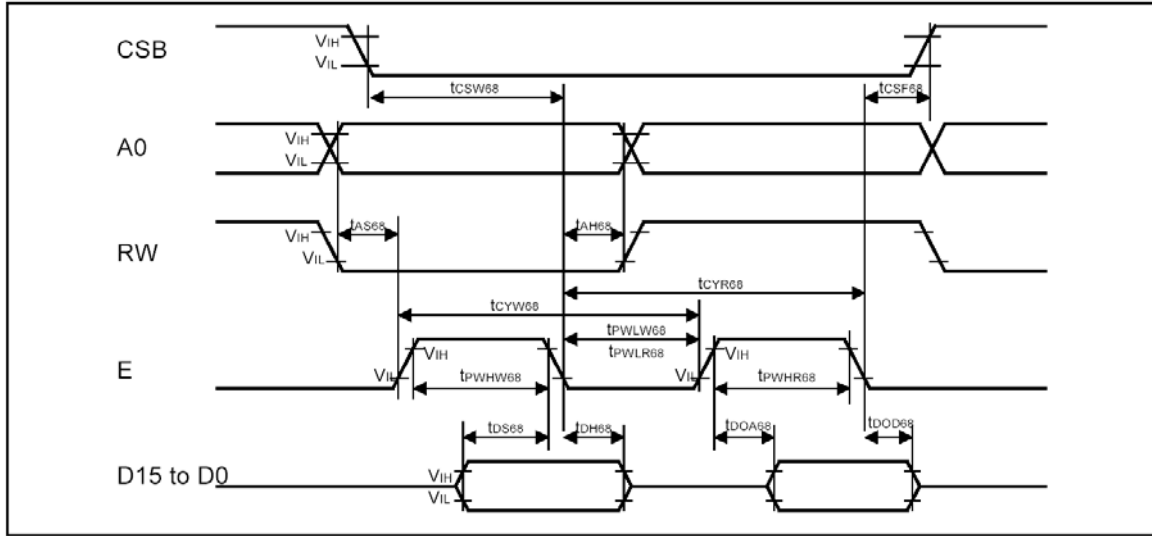 CSB
VIH
VIL
tCSW68
tCSF68
A0
VIH
VIL
RW
VIH
VIL
tAS68
tAH68
tCYR68
tCYW68
tPWLW68
tPWLR68
E
VIH
VIL
tPWHW68
VIH
VIL
tPWHR68
tDS68
tDH68
tDOA68
tDOD68
D15 to D0
VIH
VIL